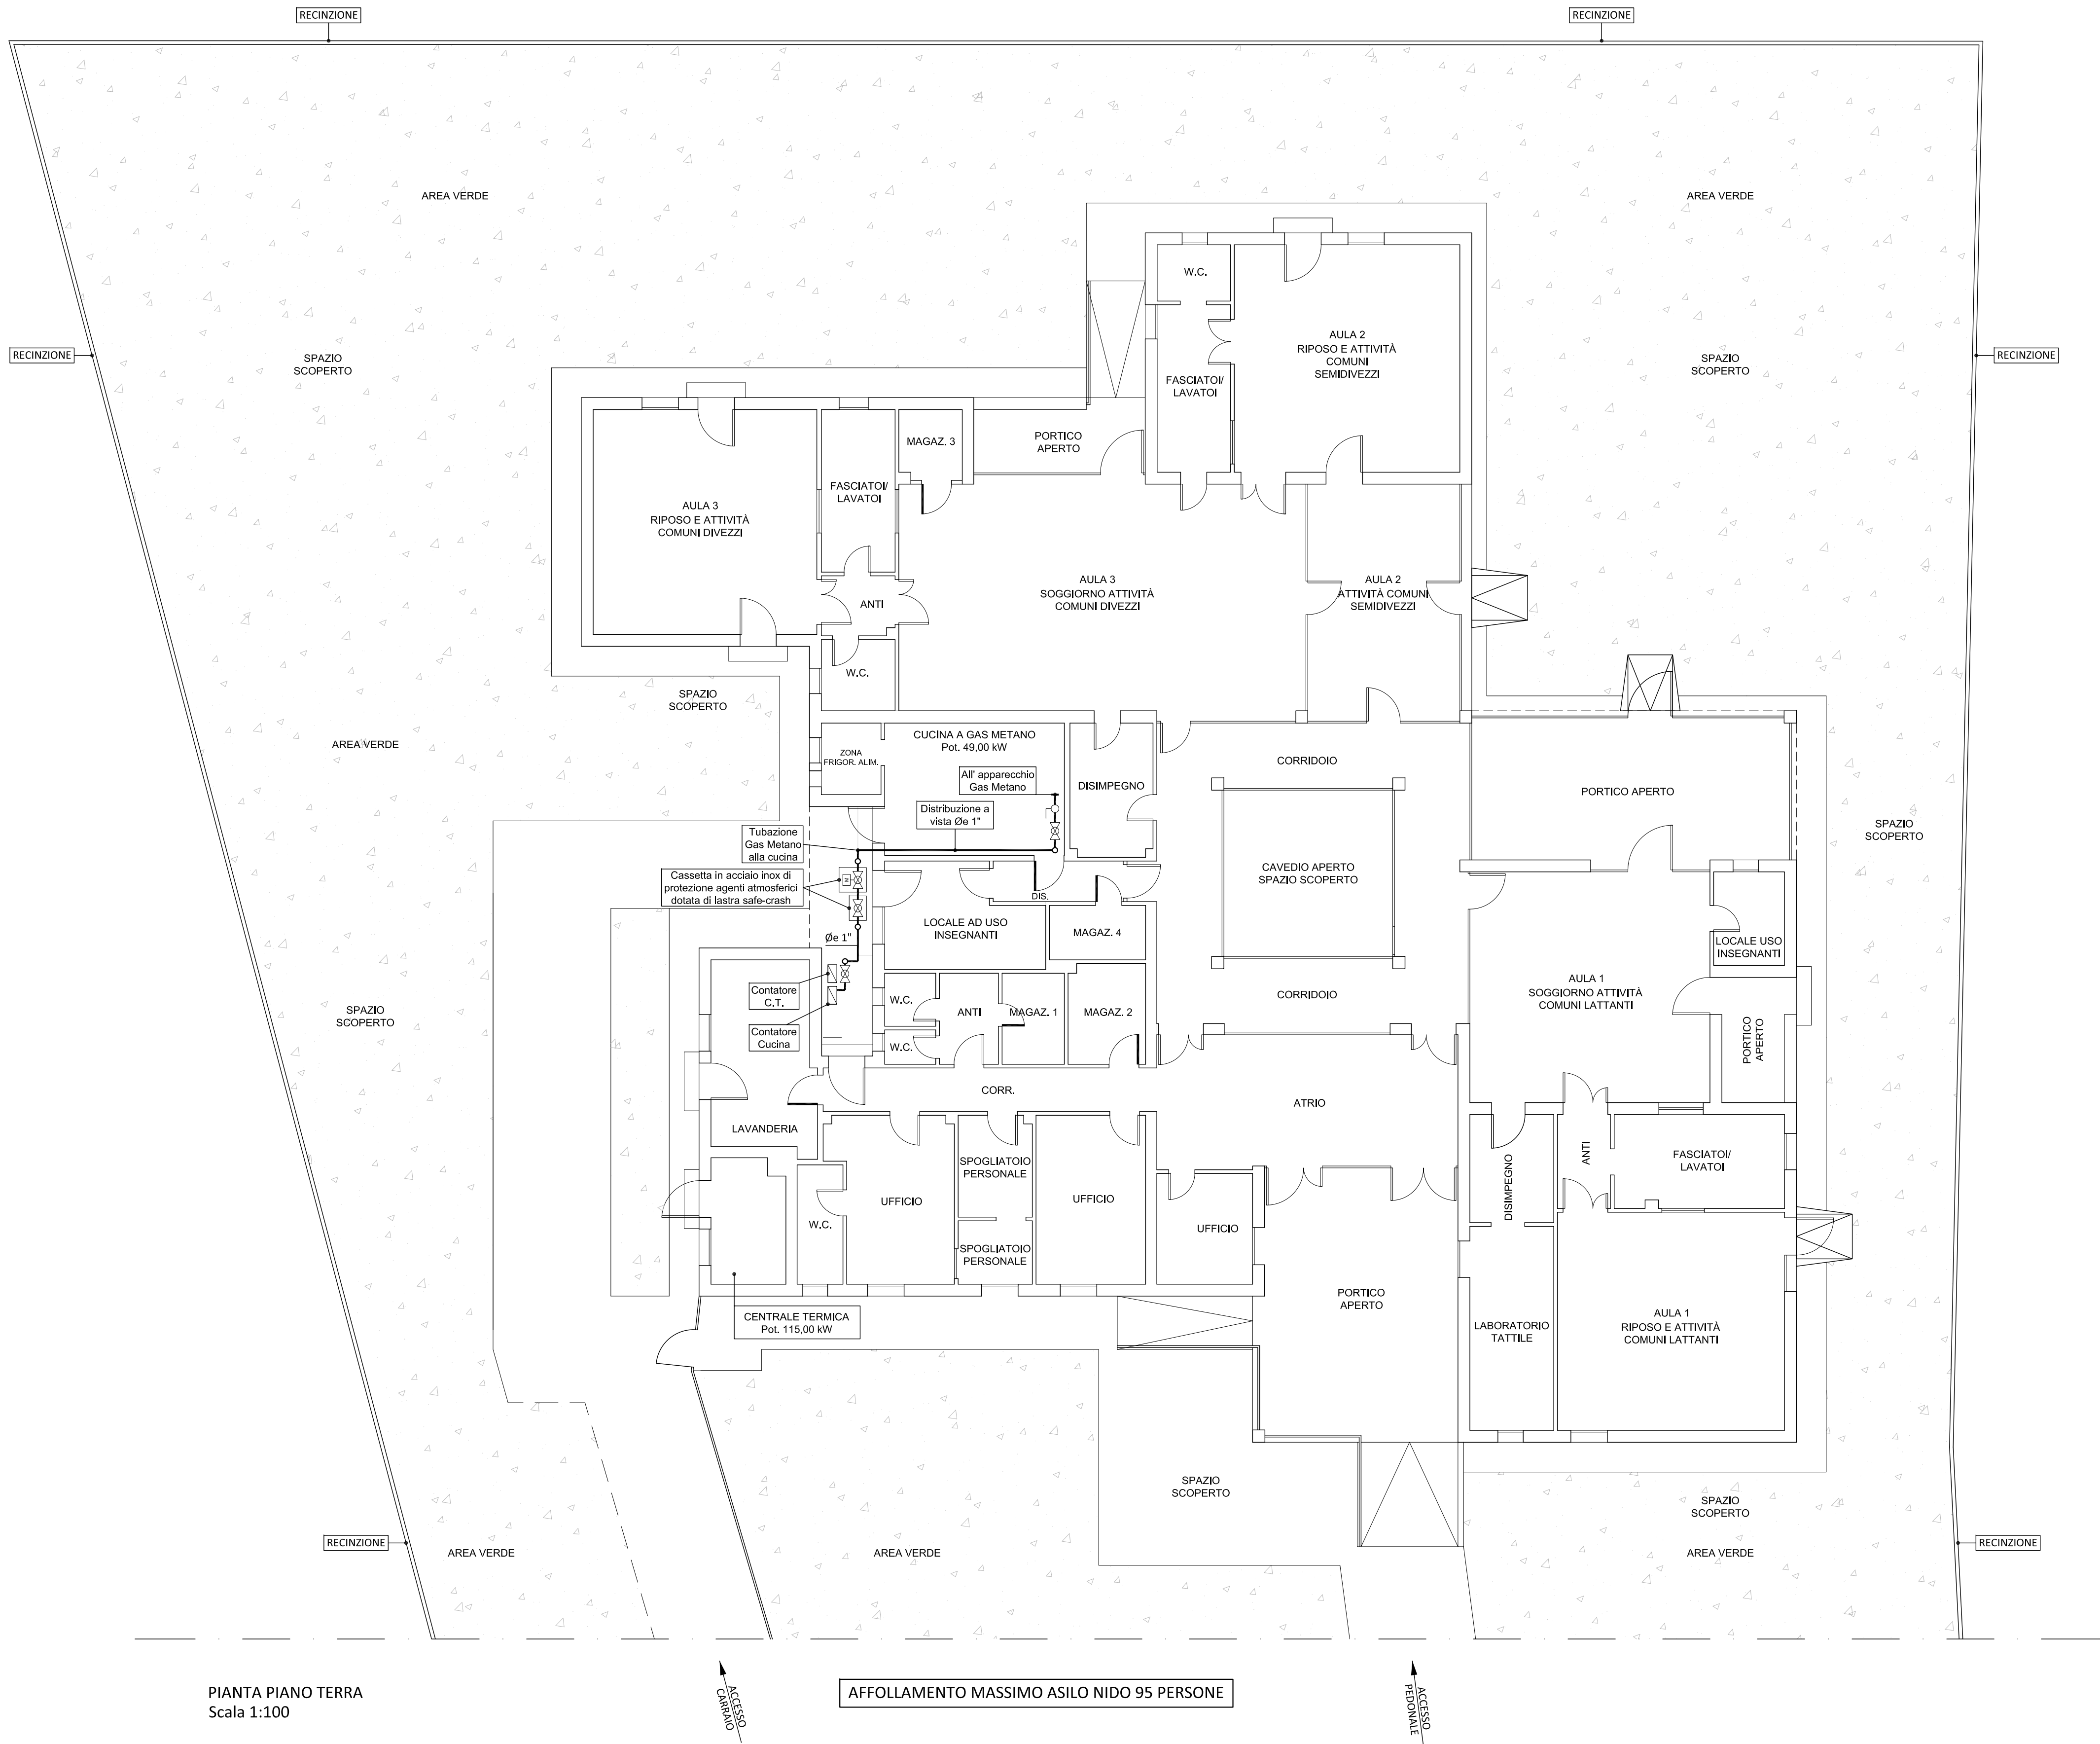 RECINZIONE
RECINZIONE
AREA VERDE
AREA VERDE
W.C.
RECINZIONE
SPAZIO
SCOPERTO
AULA 2
RIPOSO E ATTIVITÀ
COMUNI
SEMIDIVEZZI
SPAZIO
SCOPERTO
RECINZIONE
FASCIATOI/
LAVATOI
MAGAZ. 3
PORTICO
APERTO
FASCIATOI/
LAVATOI
AULA 3
RIPOSO E ATTIVITÀ
COMUNI DIVEZZI
ANTI
AULA 3
SOGGIORNO ATTIVITÀ
COMUNI DIVEZZI
AULA 2
ATTIVITÀ COMUNI
SEMIDIVEZZI
W.C.
SPAZIO
SCOPERTO
AREA VERDE
ZONA
FRIGOR. ALIM.
CUCINA A GAS METANO
Pot. 49,00 kW
All' apparecchio
Gas Metano
DISIMPEGNO
CORRIDOIO
PORTICO APERTO
Distribuzione a
vista Øe 1"
SPAZIO
SCOPERTO
Tubazione
Gas Metano
alla cucina
Cassetta in acciaio inox di
protezione agenti atmosferici
dotata di lastra safe-crash
M
CAVEDIO APERTO
SPAZIO SCOPERTO
DIS.
LOCALE AD USO
INSEGNANTI
MAGAZ. 4
Øe 1"
LOCALE USO
INSEGNANTI
Contatore
C.T.
Contatore
Cucina
W.C.
ANTI
MAGAZ. 1
MAGAZ. 2
CORRIDOIO
AULA 1
SOGGIORNO ATTIVITÀ
COMUNI LATTANTI
SPAZIO
SCOPERTO
W.C.
PORTICO
APERTO
CORR.
ATRIO
LAVANDERIA
SPOGLIATOIO
PERSONALE
UFFICIO
UFFICIO
W.C.
UFFICIO
SPOGLIATOIO
PERSONALE
DISIMPEGNO
ANTI
FASCIATOI/
LAVATOI
CENTRALE TERMICA
Pot. 115,00 kW
PORTICO
APERTO
LABORATORIO
TATTILE
AULA 1
RIPOSO E ATTIVITÀ
COMUNI LATTANTI
SPAZIO
SCOPERTO
SPAZIO
SCOPERTO
RECINZIONE
AREA VERDE
AREA VERDE
AREA VERDE
RECINZIONE
PIANTA PIANO TERRA
Scala 1:100
ACCESSO
CARRAIO
AFFOLLAMENTO MASSIMO ASILO NIDO 95 PERSONE
ACCESSO
PEDONALE